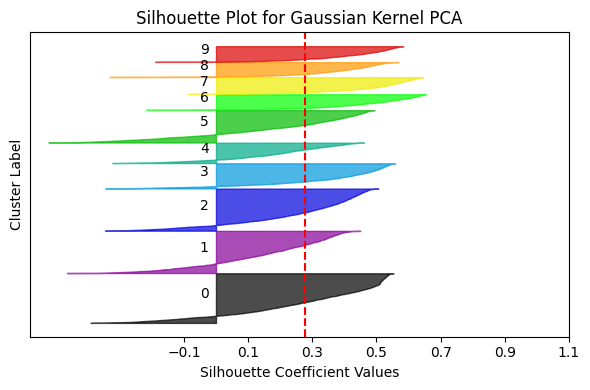 Silhouette Plot for Gaussian Kernel PCA
Cluster Label
9
8
7
6
5
4
3
2
1
0
−0.1 0.1 0.3 0.5 0.7 0.9 1.1
Silhouette Coefficient Values